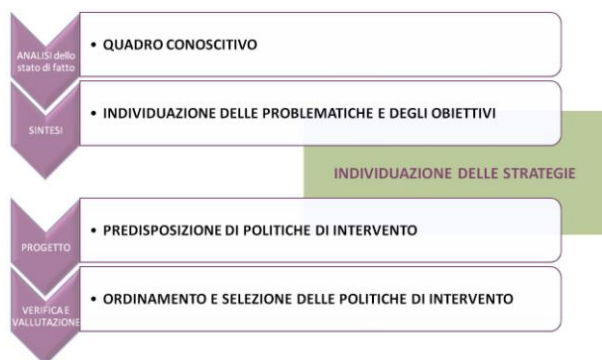 ANALISI dello
stato di fatto
• QUADRO CONOSCITIVO
SINTESI
• INDIVIDUAZIONE DELLE PROBLEMATICHE E DEGLI OBIETTIVI
INDIVIDUAZIONE DELLE STRATEGIE
PROGETTO
• PREDISPOSIZIONE DI POLITICHE DI INTERVENTO
VERIFICA E
VALLUTAZIONE
• ORDINAMENTO E SELEZIONE DELLE POLITICHE DI INTERVENTO